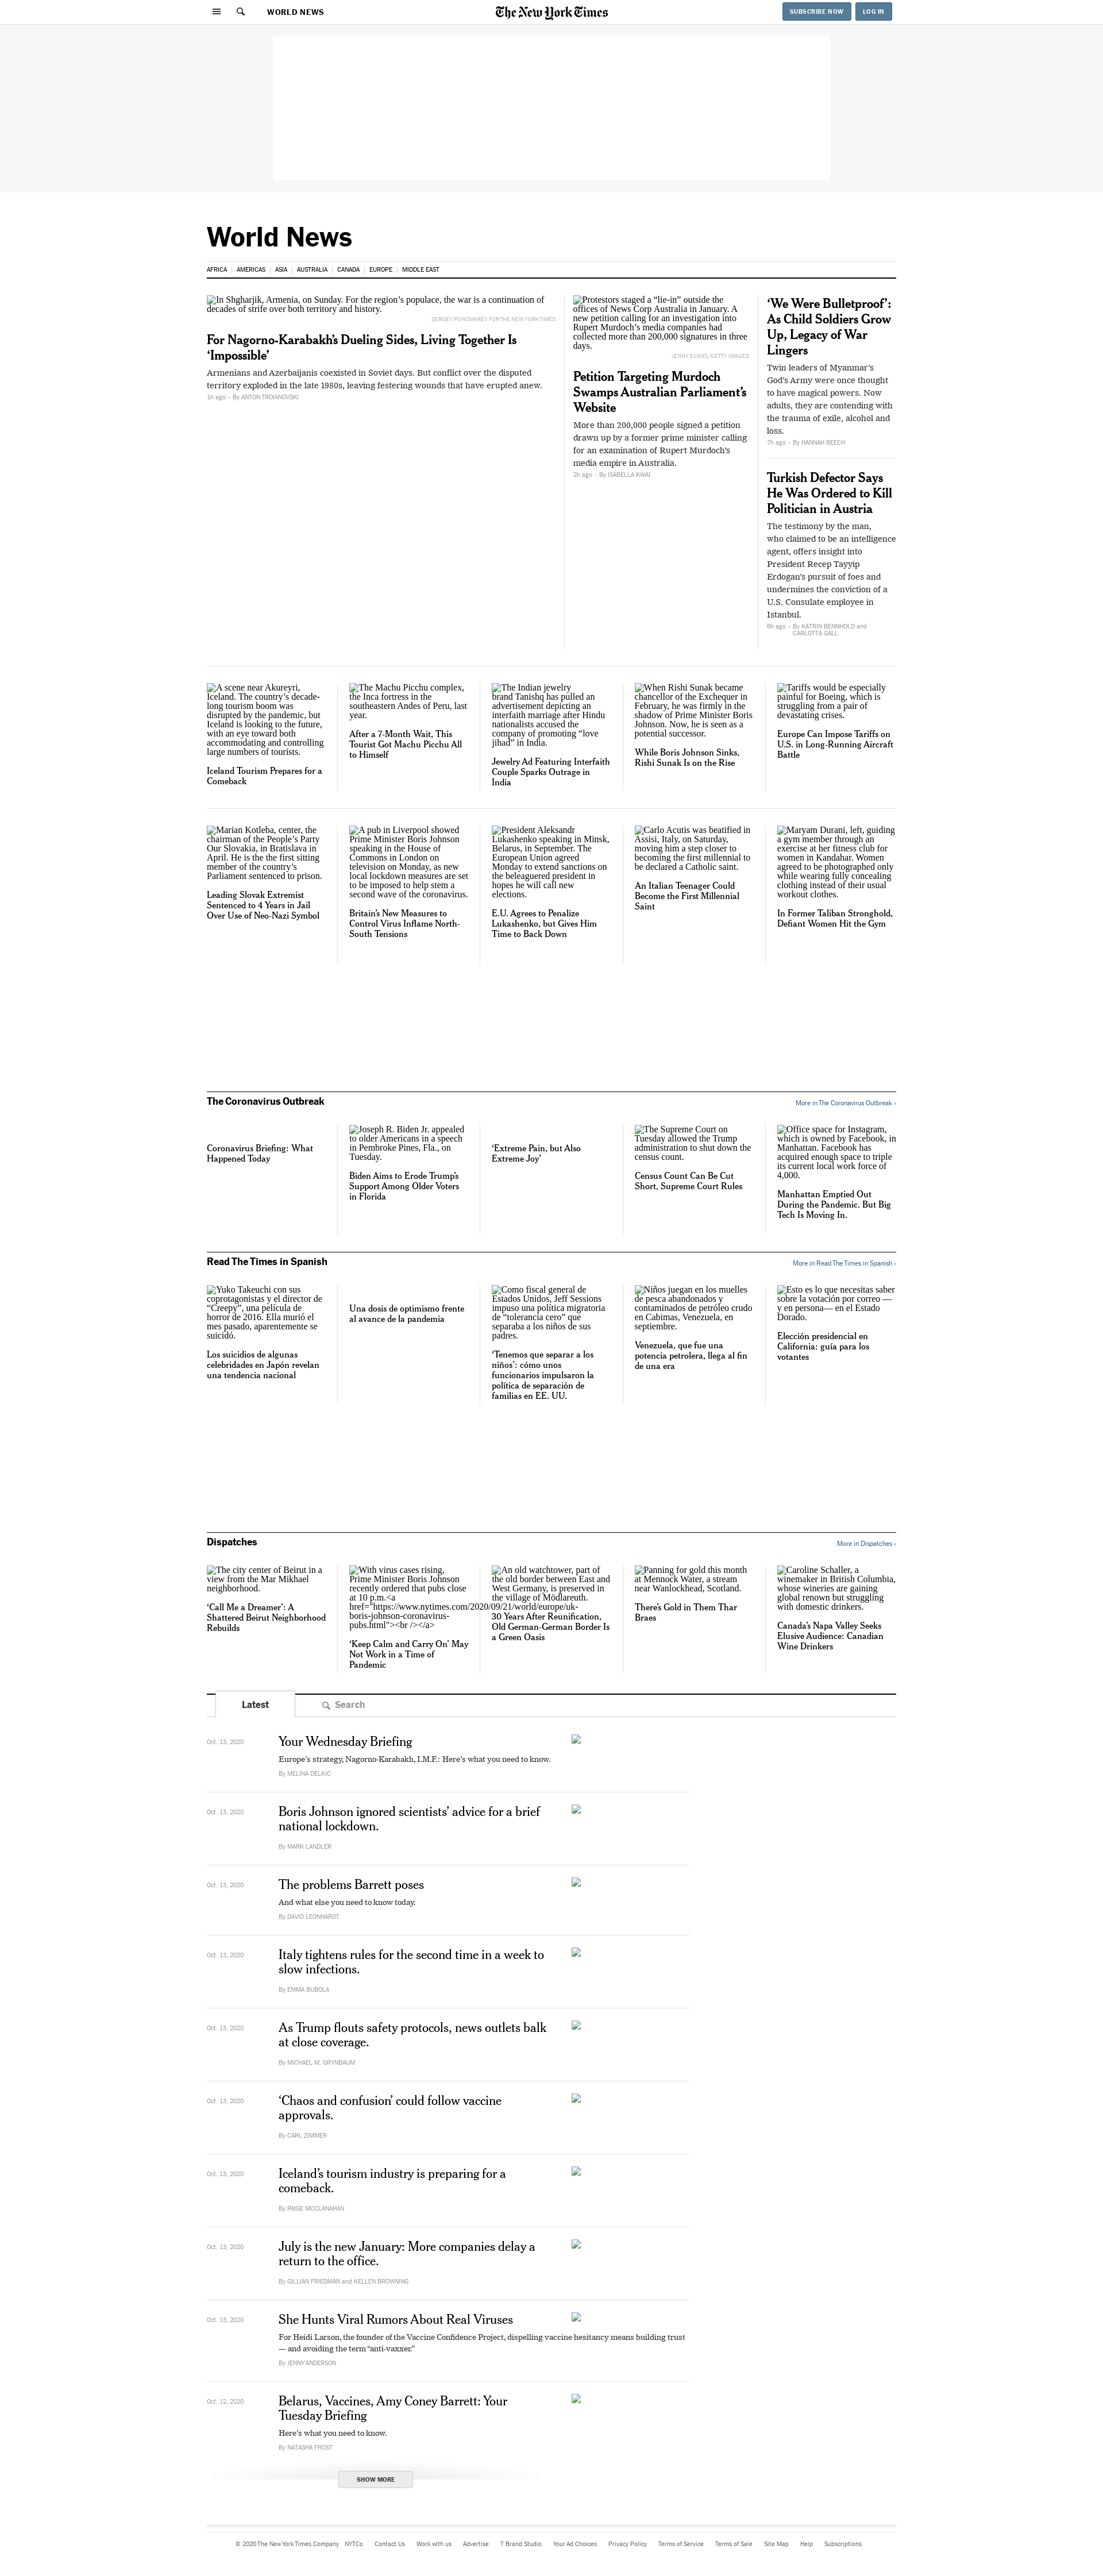 WORLD NEWS
The New York Times
SUBSCRIBE NOW
LOG IN
World News
AFRICA
AMERICAS
ASIA
AUSTRALIA
CANADA
EUROPE
MIDDLE EAST
In Shgharjik, Armenia, on Sunday. For the region's populace, the war is a continuation of
decades of strife over both territory and history.
SERGEY PONOMAREV FOR THE NEW YORK TIMES
For Nagorno-Karabakh’s Dueling Sides, Living Together Is
‘Impossible’
Armenians and Azerbaijanis coexisted in Soviet days. But conflict over the disputed
territory exploded in the late 1980s, leaving festering wounds that have erupted anew.
1h ago - By ANTON TROIANOVSKI
Protestors staged a “lie-in” outside the
offices of News Corp Australia in January. A
new petition calling for an investigation into
Rupert Murdoch’s media companies had
collected more than 200,000 signatures in three
days.
JENNY EVANS/GETTY IMAGES
Petition Targeting Murdoch
Swamps Australian Parliament’s
Website
More than 200,000 people signed a petition
drawn up by a former prime minister calling
for an examination of Rupert Murdoch’s
media empire in Australia.
2h ago - By ISABELLA KWAI
‘We Were Bulletproof’:
As Child Soldiers Grow
Up, Legacy of War
Lingers
Twin leaders of Myanmar’s
God’s Army were once thought
to have magical powers. Now
adults, they are contending with
the trauma of exile, alcohol and
loss.
7h ago - By HANNAH BEECH
Turkish Defector Says
He Was Ordered to Kill
Politician in Austria
The testimony by the man,
who claimed to be an intelligence
agent, offers insight into
President Recep Tayyip
Erdogan’s pursuit of foes and
undermines the conviction of a
U.S. Consulate employee in
Istanbul.
6h ago - By KATRIN BENNHOLD and
CARLOTTA GALL
A scene near Akureyri,
Iceland. The country’s decade-
long tourism boom was
disrupted by the pandemic, but
Iceland is looking to the future,
with an eye toward both
accommodating and controlling
large numbers of tourists.
Iceland Tourism Prepares for a
Comeback
The Machu Picchu complex,
the Inca fortress in the
southeastern Andes of Peru, last
year.
After a 7-Month Wait, This
Tourist Got Machu Picchu All
to Himself
The Indian jewelry
brand Tanishq has pulled an
advertisement depicting an
interfaith marriage after Hindu
nationalists accused the
company of promoting “love
jihad” in India.
Jewelry Ad Featuring Interfaith
Couple Sparks Outrage in
India
When Rishi Sunak became
chancellor of the Exchequer in
February, he was firmly in the
shadow of Prime Minister Boris
Johnson. Now, he is seen as a
potential successor.
While Boris Johnson Sinks,
Rishi Sunak Is on the Rise
Tariffs would be especially
painful for Boeing, which is
struggling from a pair of
devastating crises.
Europe Can Impose Tariffs on
U.S. in Long-Running Aircraft
Battle
Marian Kotleba, center, the
chairman of the People’s Party
Our Slovakia, in Bratislava in
April. He is the the first sitting
member of the country’s
Parliament sentenced to prison.
Leading Slovak Extremist
Sentenced to 4 Years in Jail
Over Use of Neo-Nazi Symbol
A pub in Liverpool showed
Prime Minister Boris Johnson
speaking in the House of
Commons in London on
television on Monday, as new
local lockdown measures are set
to be imposed to help stem a
second wave of the coronavirus.
Britain’s New Measures to
Control Virus Inflame North-
South Tensions
President Aleksandr
Lukashenko speaking in Minsk,
Belarus, in September. The
European Union agreed
Monday to extend sanctions on
the beleaguered president in
hopes he will call new
elections.
E.U. Agrees to Penalize
Lukashenko, but Gives Him
Time to Back Down
Carlo Acutis was beatified in
Assisi, Italy, on Saturday,
moving him a step closer to
becoming the first millennial to
be declared a Catholic saint.
An Italian Teenager Could
Become the First Millennial
Saint
Maryam Durani, left, guiding
a gym member through an
exercise at her fitness club for
women in Kandahar. Women
agreed to be photographed only
while wearing fully concealing
clothing instead of their usual
workout clothes.
In Former Taliban Stronghold,
Defiant Women Hit the Gym
The Coronavirus Outbreak
More in The Coronavirus Outbreak ›
Coronavirus Briefing: What
Happened Today
Joseph R. Biden Jr. appealed
to older Americans in a speech
in Pembroke Pines, Fla., on
Tuesday.
Biden Aims to Erode Trump’s
Support Among Older Voters
in Florida
‘Extreme Pain, but Also
Extreme Joy’
The Supreme Court on
Tuesday allowed the Trump
administration to shut down the
census count.
Census Count Can Be Cut
Short, Supreme Court Rules
Office space for Instagram,
which is owned by Facebook, in
Manhattan. Facebook has
acquired enough space to triple
its current local work force of
4,000.
Manhattan Emptied Out
During the Pandemic. But Big
Tech Is Moving In.
Read The Times in Spanish
More in Read The Times in Spanish ›
Yuko Takeuchi con sus
coprotagonistas y el director de
“Creepy”, una película de
horror de 2016. Ella murió el
mes pasado, aparentemente se
suicidó.
Los suicidios de algunas
celebridades en Japón revelan
una tendencia nacional
Una dosis de optimismo frente
al avance de la pandemia
Como fiscal general de
Estados Unidos, Jeff Sessions
impuso una política migratoria
de “tolerancia cero” que
separaba a los niños de sus
padres.
‘Tenemos que separar a los
niños’: cómo unos
funcionarios impulsaron la
política de separación de
familias en EE. UU.
Niños juegan en los muelles
de pesca abandonados y
contaminados de petróleo crudo
en Cabimas, Venezuela, en
septiembre.
Venezuela, que fue una
potencia petrolera, llega al fin
de una era
Esto es lo que necesitas saber
sobre la votación por correo —
y en persona— en el Estado
Dorado.
Elección presidencial en
California: guía para los
votantes
Dispatches
More in Dispatches ›
The city center of Beirut in a
view from the Mar Mikhael
neighborhood.
‘Call Me a Dreamer’: A
Shattered Beirut Neighborhood
Rebuilds
With virus cases rising,
Prime Minister Boris Johnson
recently ordered that pubs close
at 10 p.m.<a
href="https://www.nytimes.com/2020/09/21/world/europe/uk-
boris-johnson-coronavirus-
pubs.html"><br /></a>
‘Keep Calm and Carry On’ May
Not Work in a Time of
Pandemic
An old watchtower, part of
the old border between East and
West Germany, is preserved in
the village of Mödlareuth.
30 Years After Reunification,
Old German-German Border Is
a Green Oasis
Panning for gold this month
at Mennock Water, a stream
near Wanlockhead, Scotland.
There’s Gold in Them Thar
Braes
Caroline Schaller, a
winemaker in British Columbia,
whose wineries are gaining
global renown but struggling
with domestic drinkers.
Canada’s Napa Valley Seeks
Elusive Audience: Canadian
Wine Drinkers
Latest
Search
Oct. 13, 2020
Your Wednesday Briefing
Europe’s strategy, Nagorno-Karabakh, I.M.F.: Here’s what you need to know.
By MELINA DELKIC
Oct. 13, 2020
Boris Johnson ignored scientists’ advice for a brief
national lockdown.
By MARK LANDLER
Oct. 13, 2020
The problems Barrett poses
And what else you need to know today.
By DAVID LEONHARDT
Oct. 13, 2020
Italy tightens rules for the second time in a week to
slow infections.
By EMMA BUBOLA
Oct. 13, 2020
As Trump flouts safety protocols, news outlets balk
at close coverage.
By MICHAEL M. GRYNBAUM
Oct. 13, 2020
‘Chaos and confusion’ could follow vaccine
approvals.
By CARL ZIMMER
Oct. 13, 2020
Iceland’s tourism industry is preparing for a
comeback.
By PAIGE MCCLANAHAN
Oct. 13, 2020
July is the new January: More companies delay a
return to the office.
By GILLIAN FRIEDMAN and KELLEN BROWNING
Oct. 13, 2020
She Hunts Viral Rumors About Real Viruses
For Heidi Larson, the founder of the Vaccine Confidence Project, dispelling vaccine hesitancy means building trust
— and avoiding the term “anti-vaxxer.”
By JENNY ANDERSON
Oct. 12, 2020
Belarus, Vaccines, Amy Coney Barrett: Your
Tuesday Briefing
Here’s what you need to know.
By NATASHA FROST
SHOW MORE
© 2020 The New York Times Company
NYTCo
Contact Us
Work with us
Advertise
T Brand Studio
Your Ad Choices
Privacy Policy
Terms of Service
Terms of Sale
Site Map
Help
Subscriptions